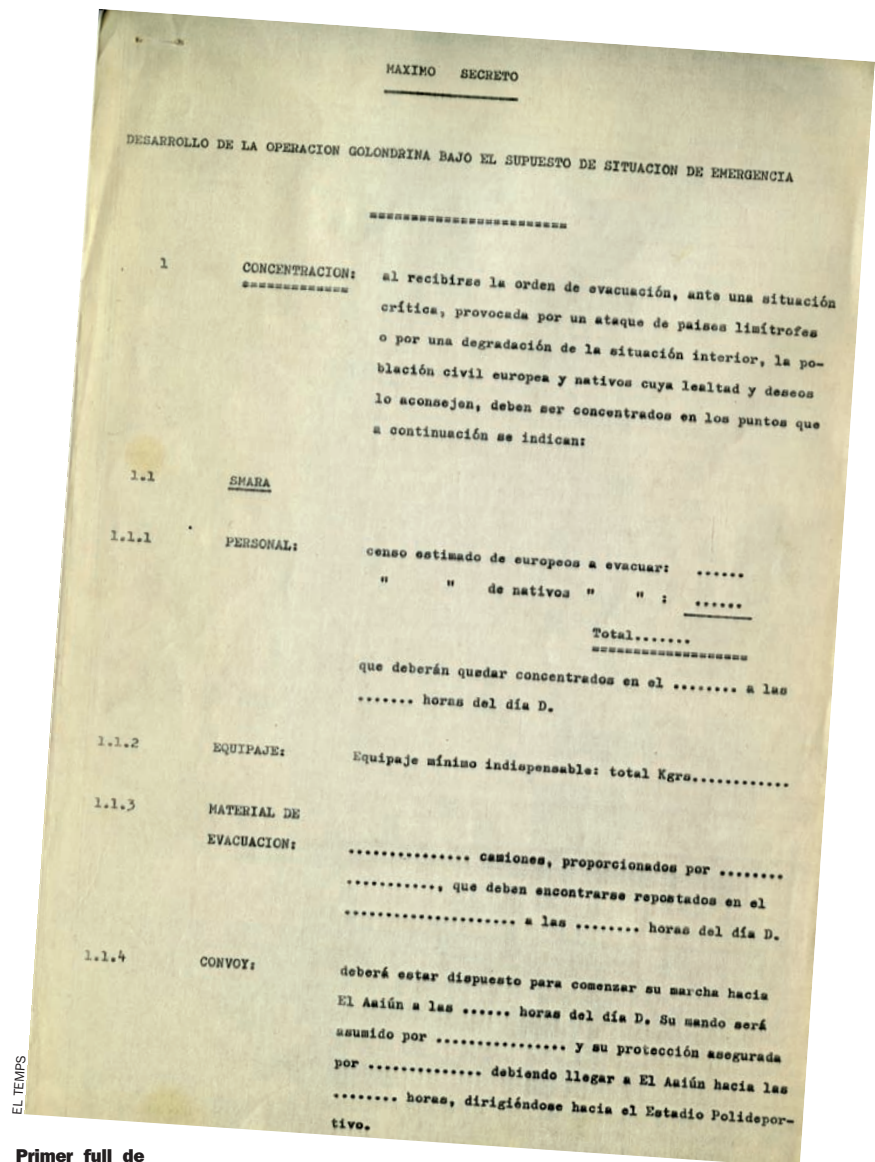 MAXIMO SECRETO
DESARROLLO DE LA OPERACION GOLONDRINA BAJO EL SUPUESTO DE SITUACION DE EMERGENCIA
=======================
1 CONCENTRACION: al recibirse la orden de evacuación, ante una situación
crítica, provocada por un ataque de paises limítrofes
o por una degradación de la situación interior, la po-
blación civil europea y nativos cuya lealtad y deseos
lo aconsejen, deben ser concentrados en los puntos que
a continuación se indican:
1.1 SMARA
1.1.1 PERSONAL: censo estimado de europeos a evacuar: ......
" " de nativos " " : ......
Total.......
===================
que deberán quedar concentrados en el ........ a las
....... horas del día D.
1.1.2 EQUIPAJE: Equipaje mínimo indispensable: total Kgrs............
1.1.3 MATERIAL DE
EVACUACION: ............... camiones, proporcionados por ........
..........., que deben encontrarse repostados en el
..................... a las ........ horas del día D.
1.1.4 CONVOY: deberá estar dispuesto para comenzar su marcha hacia
El Aaiún a las ...... horas del día D. Su mando será
asumido por ................ y su protección asegurada
por .............. debiendo llegar a El Aaiún hacia las
........ horas, dirigiéndose hacia el Estadio Polidepor-
tivo.
EL TEMPS
Primer full de